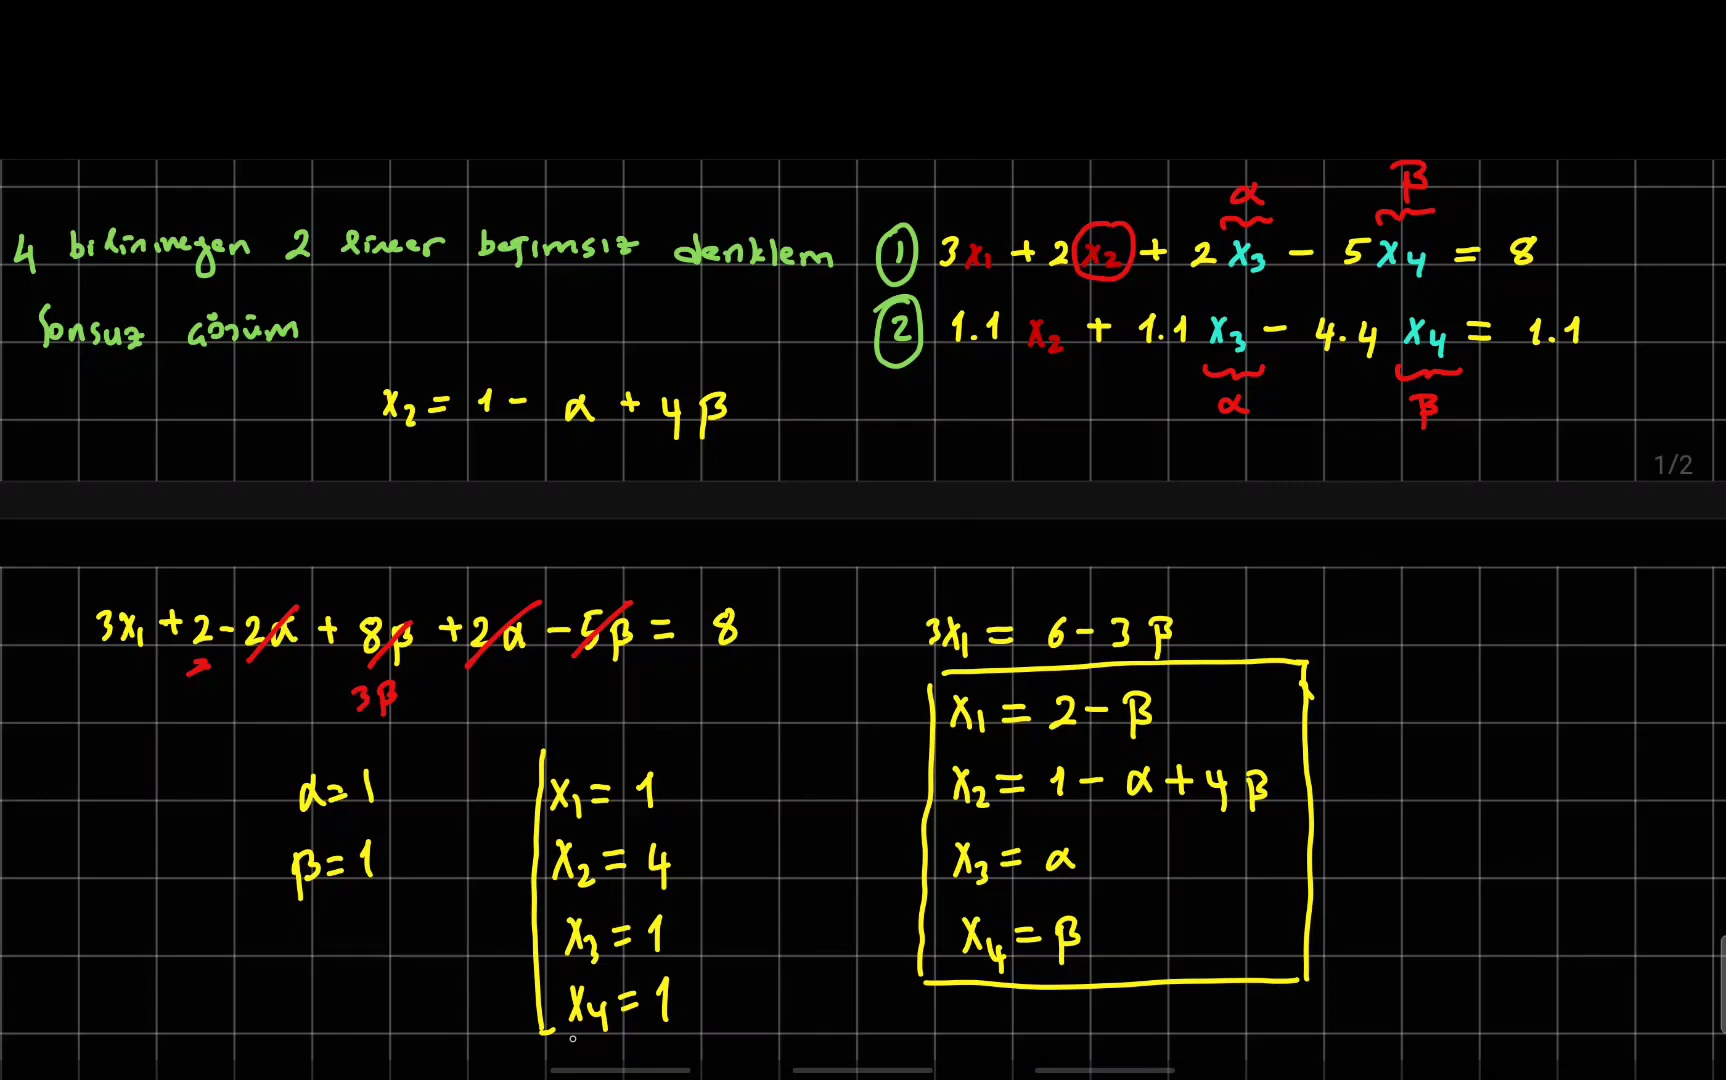 α β
4 bilinmeyen 2 lineer bağımsız denklem ① 3x₁ + 2x₂ + 2x₃ - 5x₄ = 8
Sonsuz çözüm ② 1.1 x₂ + 1.1 x₃ - 4.4 x₄ = 1.1
x₂ = 1 - α + 4β α β
1/2
3x₁ + 2 - 2α + 8β + 2α - 5β = 8 3x₁ = 6 - 3β
3β
x₁ = 2 - β
α = 1 x₁ = 1 x₂ = 1 - α + 4β
β = 1 x₂ = 4 x₃ = α
x₃ = 1 x₄ = β
x₄ = 1